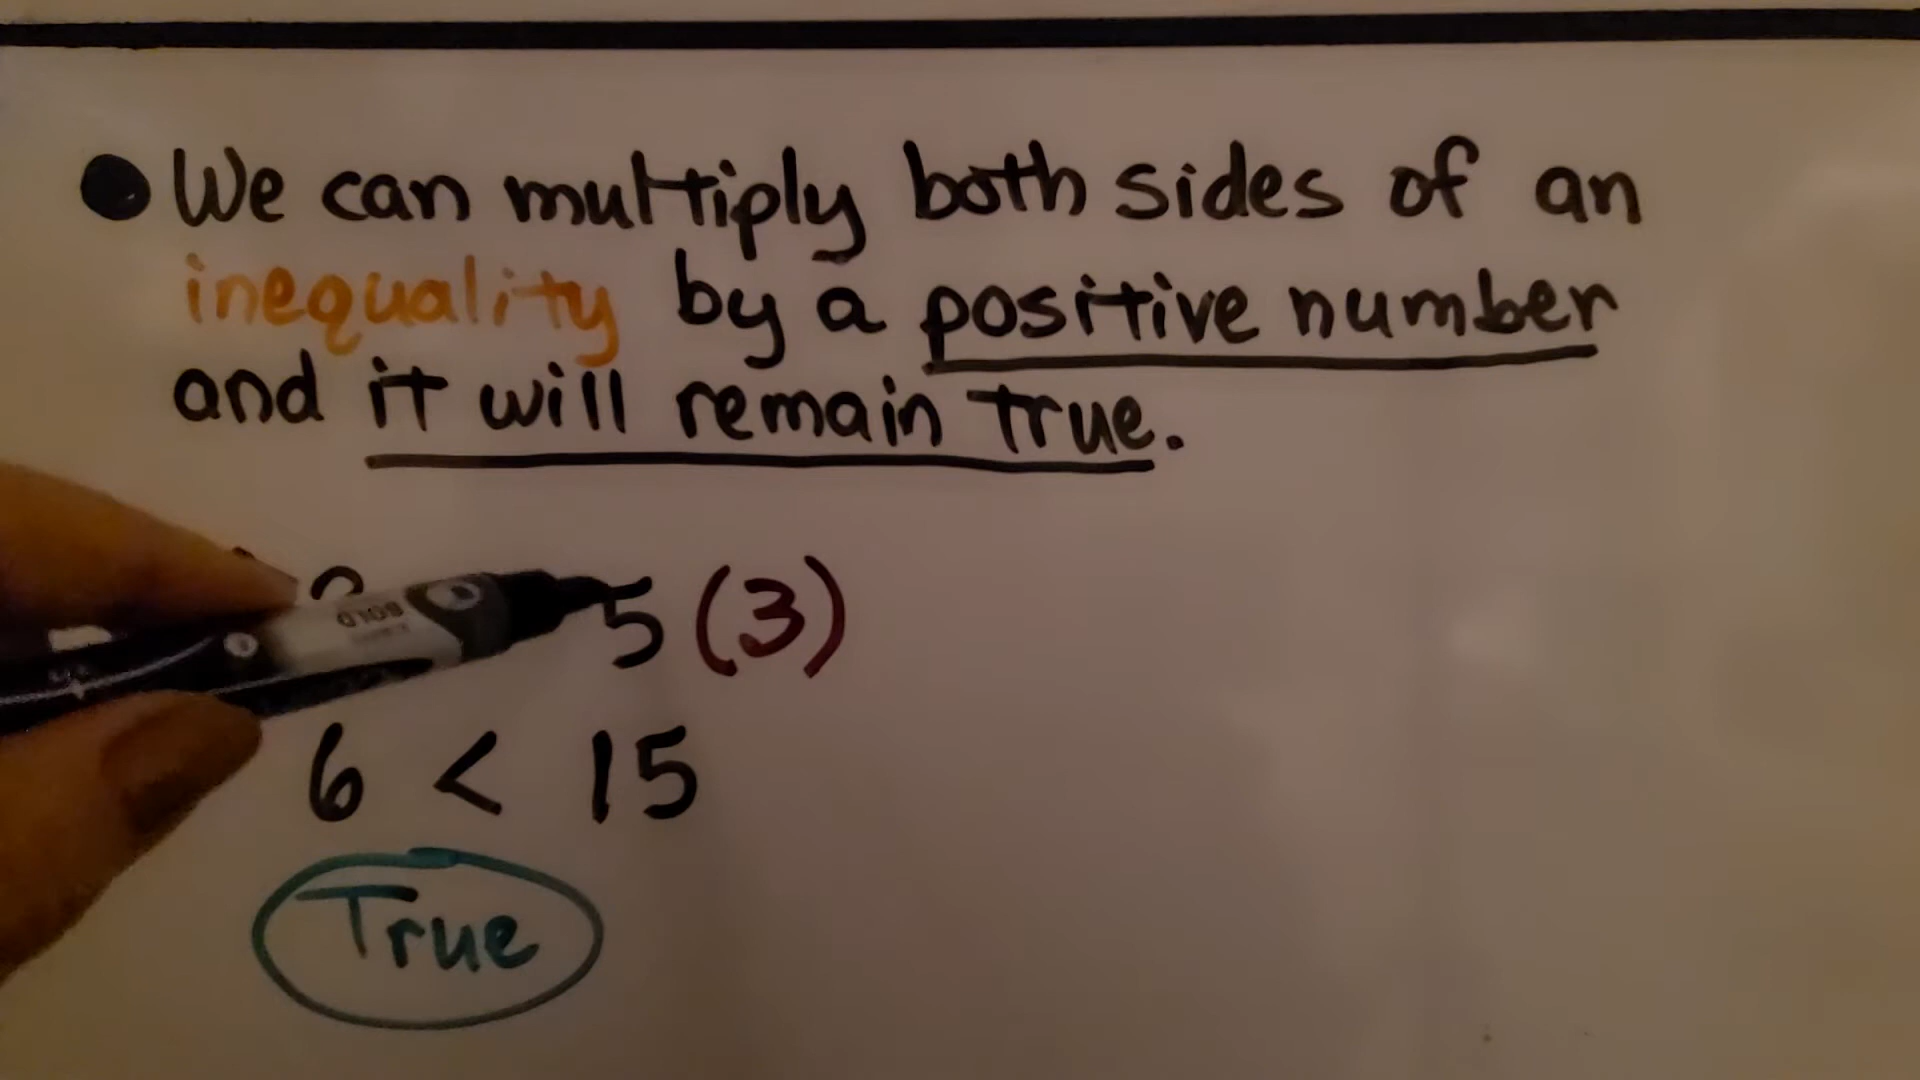 We can multiply both sides of an
inequality by a positive number
and it will remain true.
5 (3)
6 < 15
True